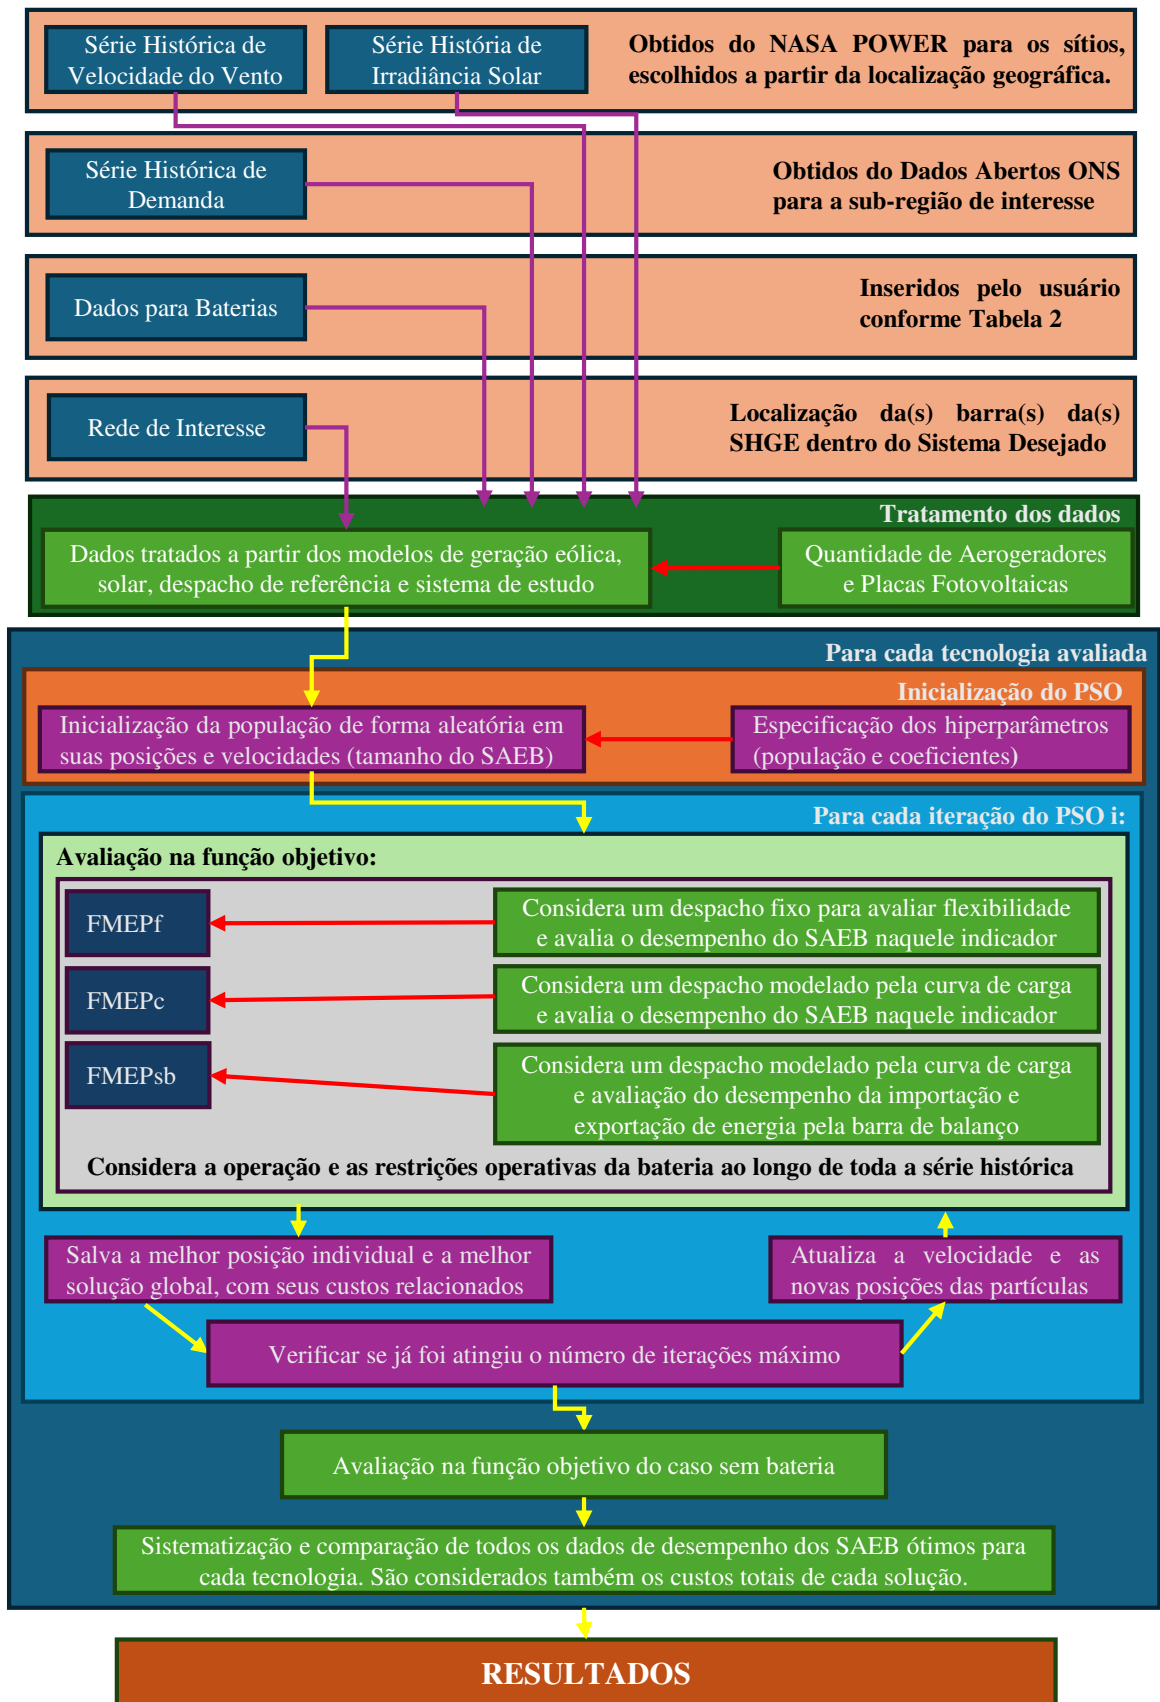 Série Histórica de
Velocidade do Vento
Série História de
Irradiância Solar
Obtidos do NASA POWER para os sítios,
escolhidos a partir da localização geográfica.
Série Histórica de
Demanda
Obtidos do Dados Abertos ONS
para a sub-região de interesse
Dados para Baterias
Inseridos pelo usuário
conforme Tabela 2
Rede de Interesse
Localização da(s) barra(s) da(s)
SHGE dentro do Sistema Desejado
Tratamento dos dados
Dados tratados a partir dos modelos de geração eólica,
solar, despacho de referência e sistema de estudo
Quantidade de Aerogeradores
e Placas Fotovoltaicas
Para cada tecnologia avaliada
Inicialização do PSO
Inicialização da população de forma aleatória em
suas posições e velocidades (tamanho do SAEB)
Especificação dos hiperparâmetros
(população e coeficientes)
Para cada iteração do PSO i:
Avaliação na função objetivo:
FMEPf
Considera um despacho fixo para avaliar flexibilidade
e avalia o desempenho do SAEB naquele indicador
FMEPc
Considera um despacho modelado pela curva de carga
e avalia o desempenho do SAEB naquele indicador
FMEPsb
Considera um despacho modelado pela curva de carga
e avaliação do desempenho da importação e
exportação de energia pela barra de balanço
Considera a operação e as restrições operativas da bateria ao longo de toda a série histórica
Salva a melhor posição individual e a melhor
solução global, com seus custos relacionados
Atualiza a velocidade e as
novas posições das partículas
Verificar se já foi atingiu o número de iterações máximo
Avaliação na função objetivo do caso sem bateria
Sistematização e comparação de todos os dados de desempenho dos SAEB ótimos para
cada tecnologia. São considerados também os custos totais de cada solução.
RESULTADOS